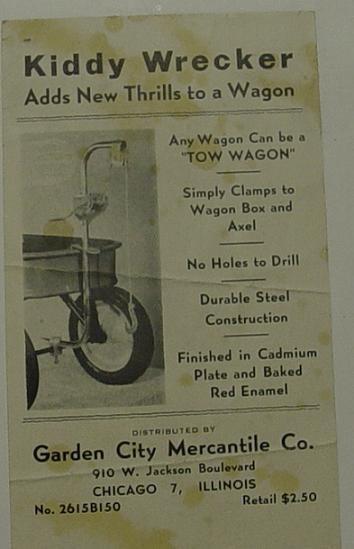 Kiddy Wrecker
Adds New Thrills to a Wagon
Any Wagon Can be a
"TOW WAGON"
Simply Clamps to
Wagon Box and
Axel
No Holes to Drill
Durable Steel
Construction
Finished in Cadmium
Plate and Baked
Red Enamel
DISTRIBUTED BY
Garden City Mercantile Co.
910 W. Jackson Boulevard
CHICAGO 7, ILLINOIS
No. 2615B150
Retail $2.50